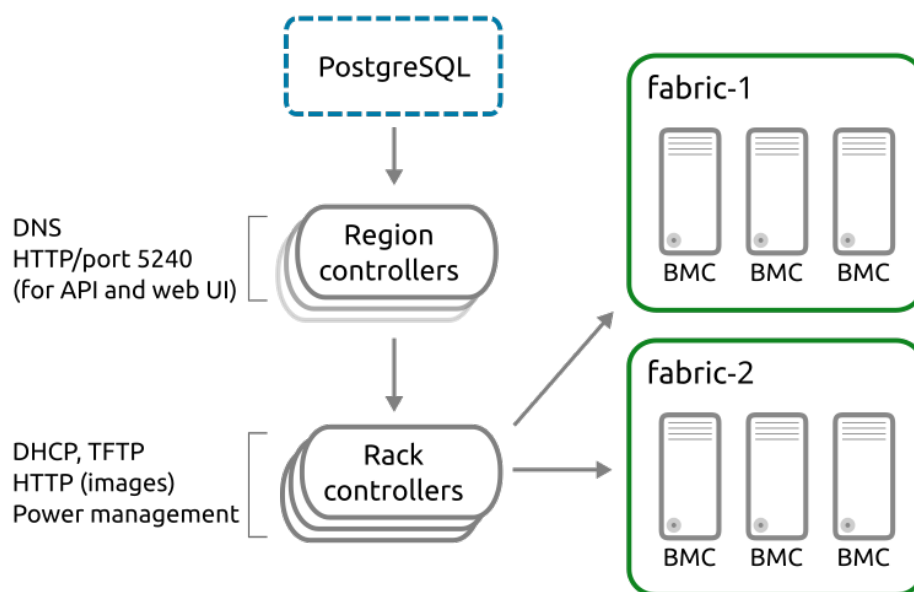 PostgreSQL
fabric-1
BMC BMC BMC
DNS
HTTP/port 5240
(for API and web UI)
Region
controllers
fabric-2
BMC BMC BMC
DHCP, TFTP
HTTP (images)
Power management
Rack
controllers